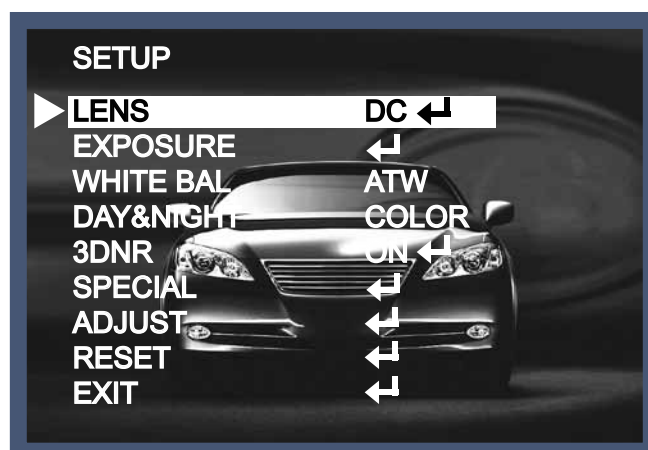 SETUP
LENS DC ↵
EXPOSURE ↵
WHITE BAL ATW
DAY&NIGHT COLOR
3DNR ON ↵
SPECIAL ↵
ADJUST ↵
RESET ↵
EXIT ↵